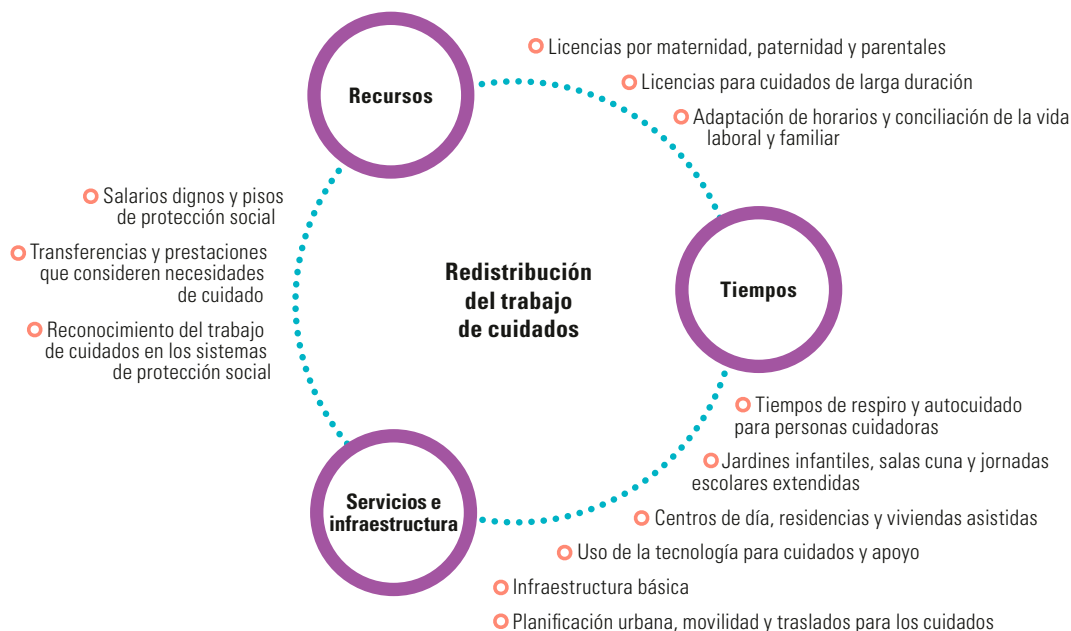 Recursos
Licencias por maternidad, paternidad y parentales
Licencias para cuidados de larga duración
Adaptación de horarios y conciliación de la vida
laboral y familiar
Salarios dignos y pisos
de protección social
Transferencias y prestaciones
que consideren necesidades
de cuidado
Reconocimiento del trabajo
de cuidados en los sistemas
de protección social
Redistribución
del trabajo
de cuidados
Tiempos
Tiempos de respiro y autocuidado
para personas cuidadoras
Jardines infantiles, salas cuna y jornadas
escolares extendidas
Centros de día, residencias y viviendas asistidas
Uso de la tecnología para cuidados y apoyo
Infraestructura básica
Planificación urbana, movilidad y traslados para los cuidados
Servicios e
infraestructura